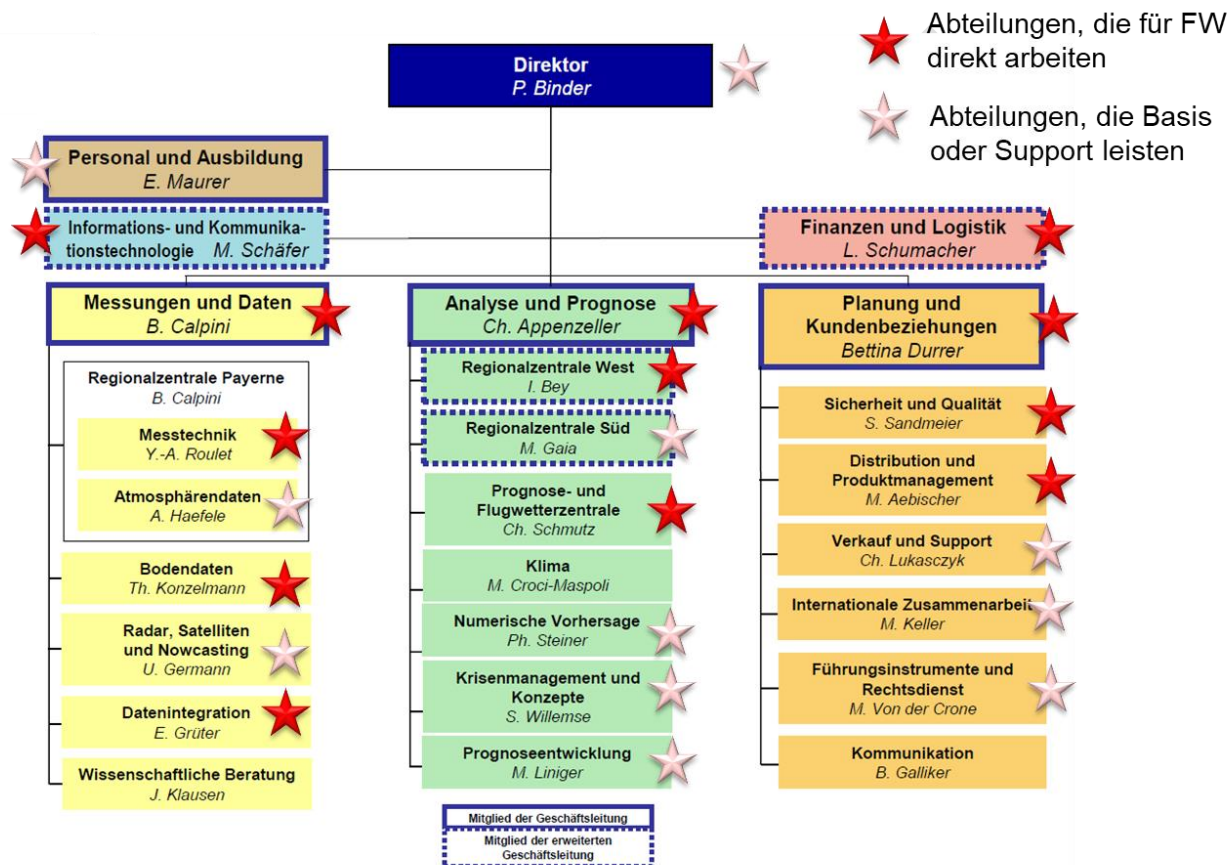 Abteilungen, die für FW
direkt arbeiten
Abteilungen, die Basis
oder Support leisten
Direktor
P. Binder
Personal und Ausbildung
E. Maurer
Informations- und Kommunika-
tionstechnologie M. Schäfer
Finanzen und Logistik
L. Schumacher
Messungen und Daten
B. Calpini
Regionalzentrale Payerne
B. Calpini
Messtechnik
Y.-A. Roulet
Atmosphärendaten
A. Haefele
Bodendaten
Th. Konzelmann
Radar, Satelliten
und Nowcasting
U. Germann
Datenintegration
E. Grüter
Wissenschaftliche Beratung
J. Klausen
Analyse und Prognose
Ch. Appenzeller
Regionalzentrale West
I. Bey
Regionalzentrale Süd
M. Gaia
Prognose- und
Flugwetterzentrale
Ch. Schmutz
Klima
M. Croci-Maspoli
Numerische Vorhersage
Ph. Steiner
Krisenmanagement und
Konzepte
S. Willemse
Prognoseentwicklung
M. Liniger
Planung und
Kundenbeziehungen
Bettina Durrer
Sicherheit und Qualität
S. Sandmeier
Distribution und
Produktmanagement
M. Aebischer
Verkauf und Support
Ch. Lukasczyk
Internationale Zusammenarbeit
M. Keller
Führungsinstrumente und
Rechtsdienst
M. Von der Crone
Kommunikation
B. Galliker
Mitglied der Geschäftsleitung
Mitglied der erweiterten
Geschäftsleitung